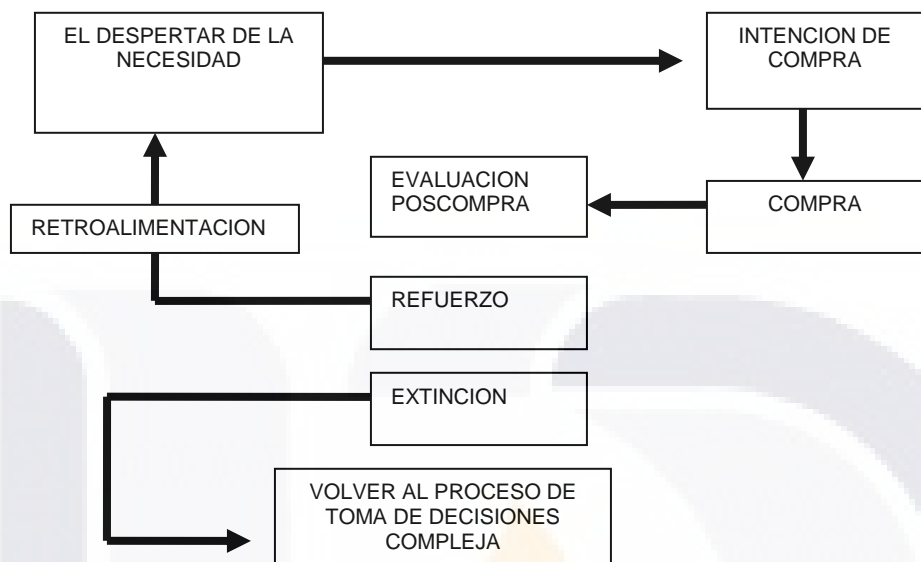 EL DESPERTAR DE LA
NECESIDAD
INTENCION DE
COMPRA
EVALUACION
POSCOMPRA
COMPRA
RETROALIMENTACION
REFUERZO
EXTINCION
VOLVER AL PROCESO DE
TOMA DE DECISIONES
COMPLEJA